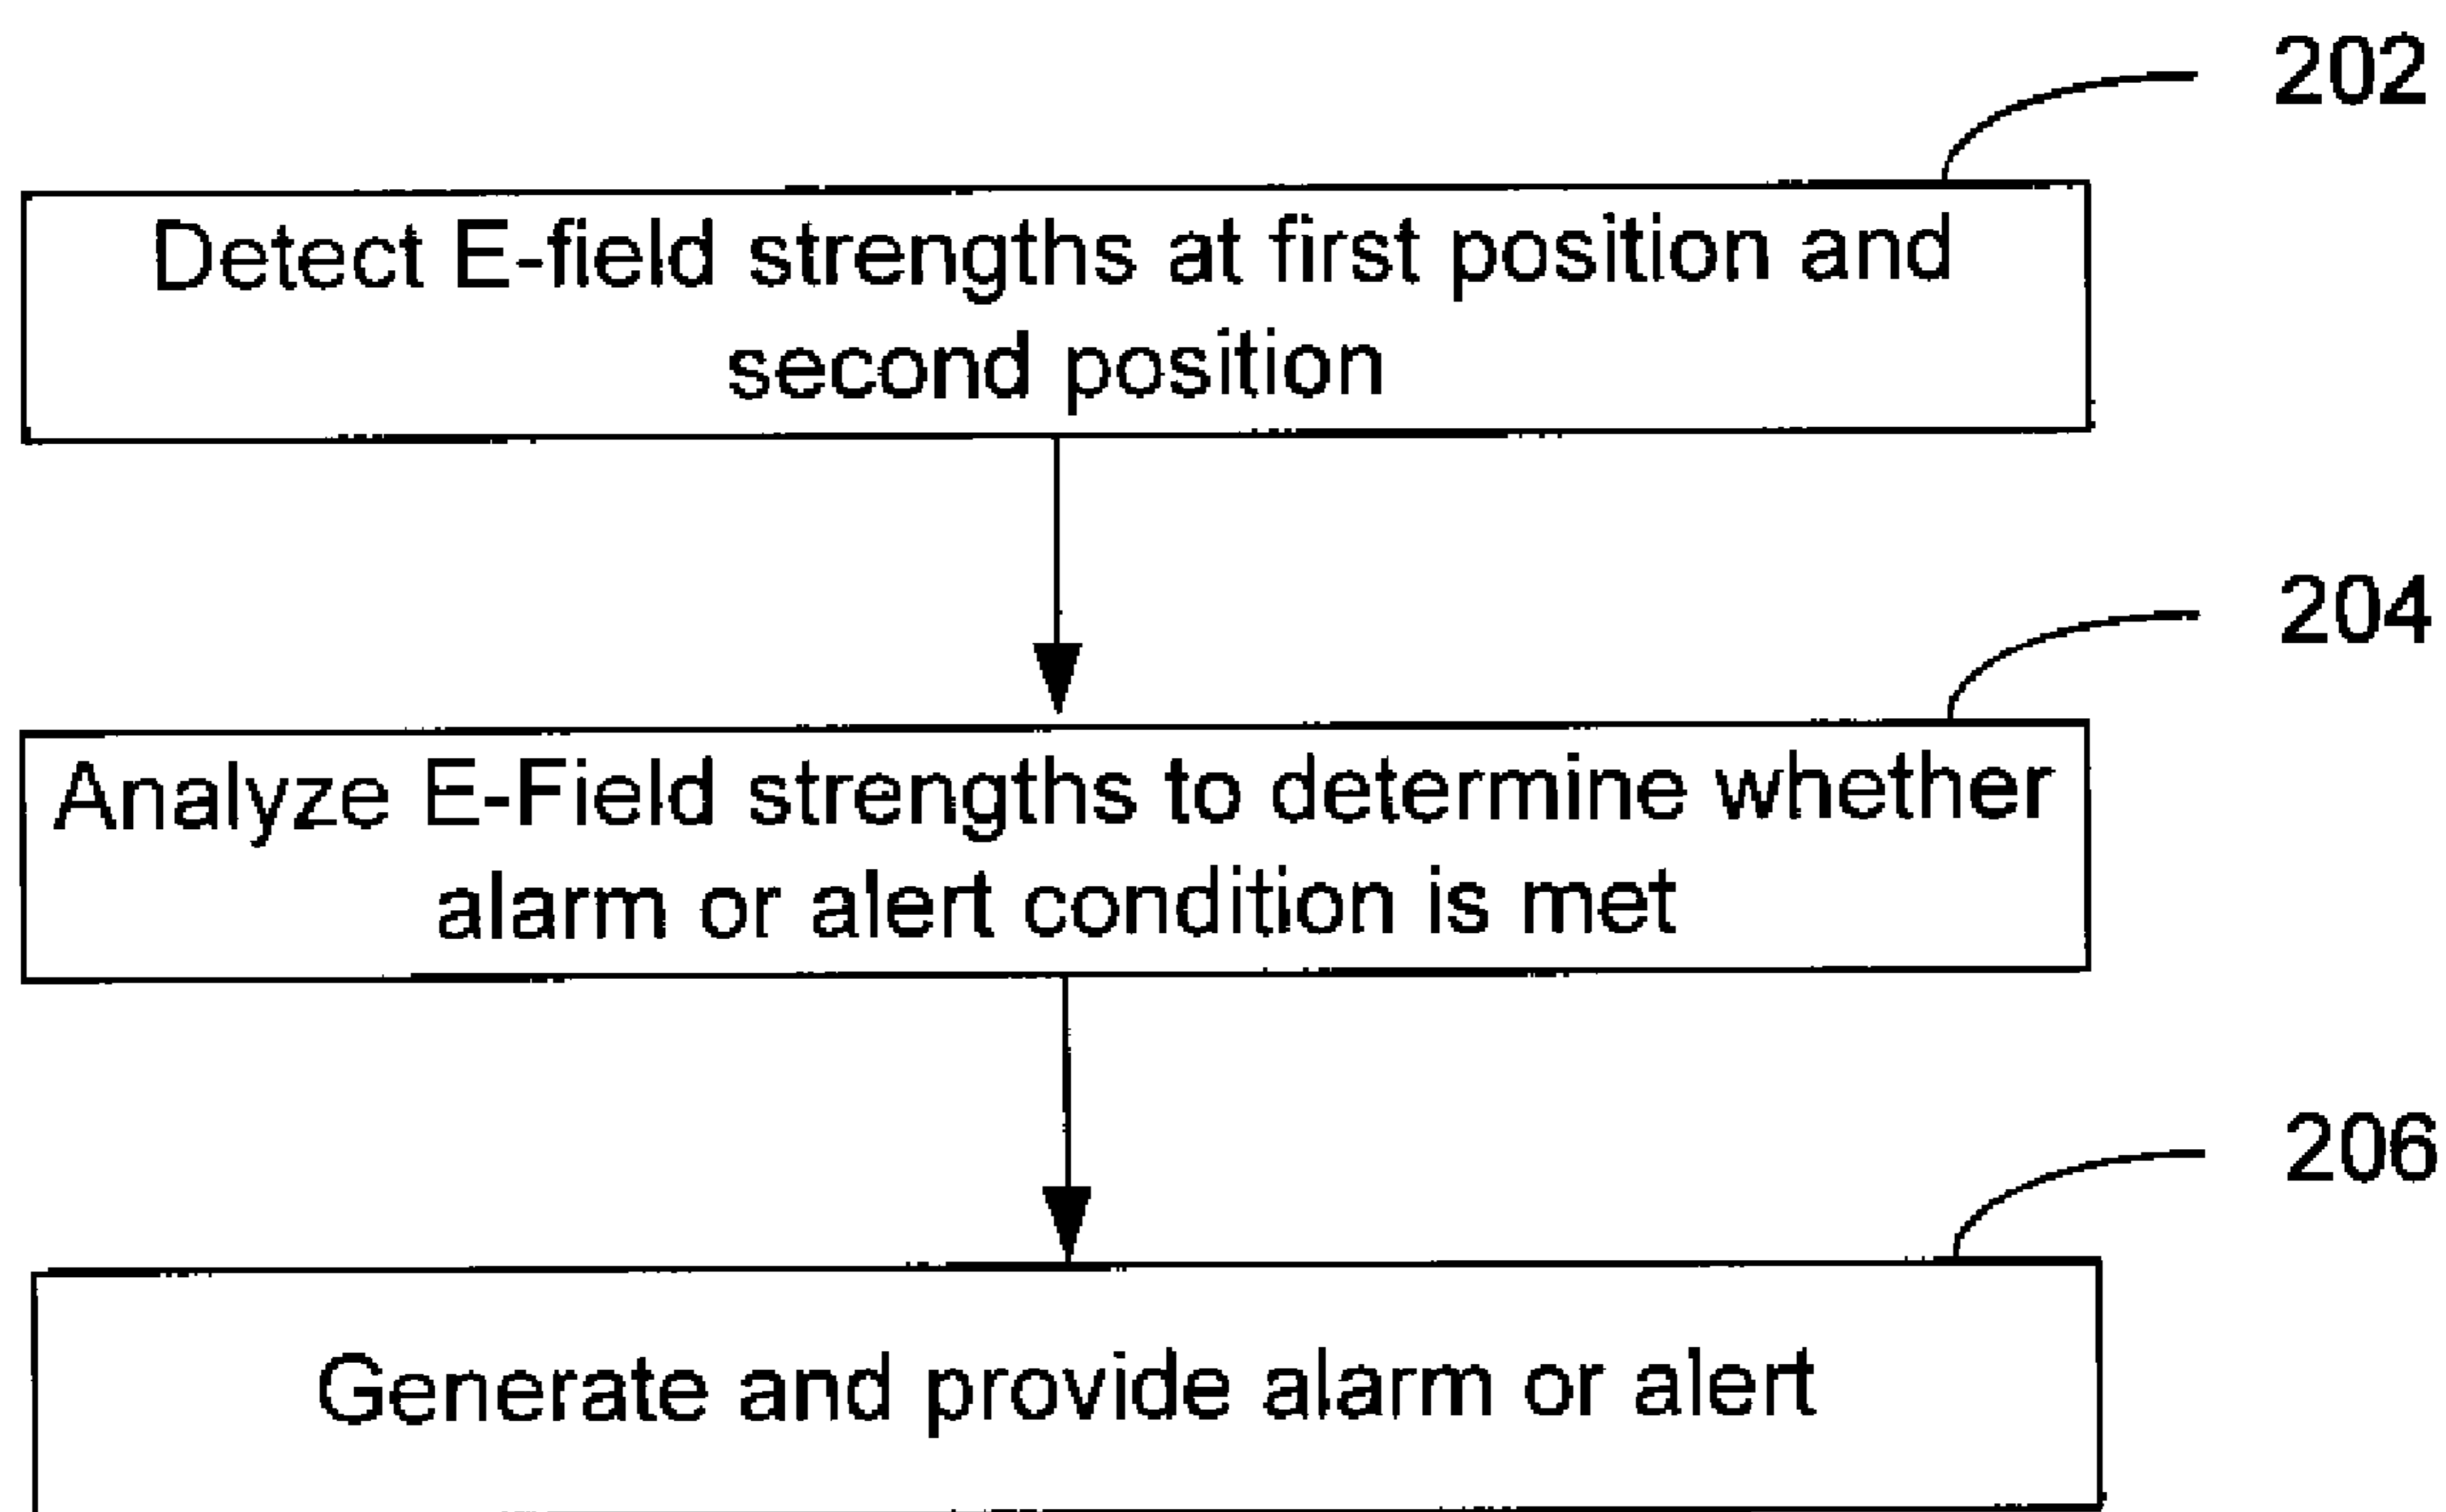 202
Detect E-field strengths at first position and
second position
204
Analyze E-Field strengths to determine whether
alarm or alert condition is met
206
Generate and provide alarm or alert